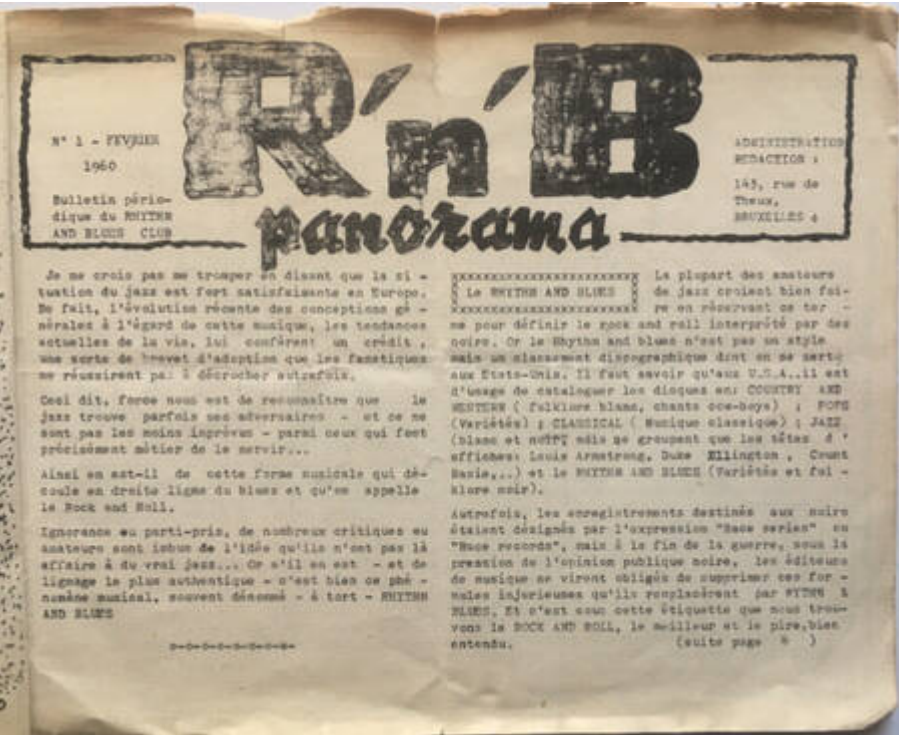 R'n'B
panorama
N° 1 - FEVRIER
1960
Bulletin pério-
dique du RHYTHM
AND BLUES CLUB
ADMINISTRATION
REDACTION :
143, rue de
Theux,
BRUXELLES 4
Je me crois pas me tromper en disant que la si -
tuation du jazz est fort satisfaisante en Europe.
De fait, l'évolution récente des conceptions gé -
nérales à l'égard de cette musique, les tendances
actuelles de la vie, lui confèrent un crédit ,
une sorte de brevet d'adoption que les fanatiques
ne réussirent pas à décrocher autrefois.
Ceci dit, force nous est de reconnaître que le
jazz trouve parfois ses adversaires - et ce ne
sont pas les moins imprévus - parmi ceux qui font
précisément métier de le servir...
Ainsi en est-il de cette forme musicale qui dé-
coule en droite ligne du blues et qu'on appelle
le Rock and Roll.
Ignorance ou parti-pris, de nombreux critiques ou
amateurs sont imbus de l'idée qu'ils n'ont pas là
affaire à du vrai jazz... Or s'il en est - et de
lignage le plus authentique - c'est bien ce phé -
nomène musical, souvent dénommé - à tort - RHYTHM
AND BLUES
Le RHYTHM AND BLUES
La plupart des amateurs
de jazz croient bien fai-
re en réservant ce ter -
me pour définir le rock and roll interprété par des
noirs. Or le Rhythm and blues n'est pas un style
mais un classement discographique dont on se sert
aux Etats-Unis. Il faut savoir qu'aux U.S.A..il est
d'usage de cataloguer les disques en: COUNTRY AND
WESTERN ( folklore blanc, chants cow-boys) ; POPS
(Variétés) ; CLASSICAL ( Musique classique) ; JAZZ
(blanc et noir mais ne groupent que les têtes d '
affiches: Louis Armstrong, Duke Ellington , Count
Basie,..) et le RHYTHM AND BLUES (Variétés et fol -
klore noir).
Autrefois, les enregistrements destinés aux noirs
étaient désignés par l'expression "Race series" ou
"Race records", mais à la fin de la guerre, sous la
pression de l'opinion publique noire, les éditeurs
de musique se virent obligés de supprimer ces for -
mules injurieuses qu'ils remplacèrent par RYTHM &
BLUES. Et c'est sous cette étiquette que nous trou-
vons le ROCK AND ROLL, le meilleur et le pire,bien
entendu. (suite page )